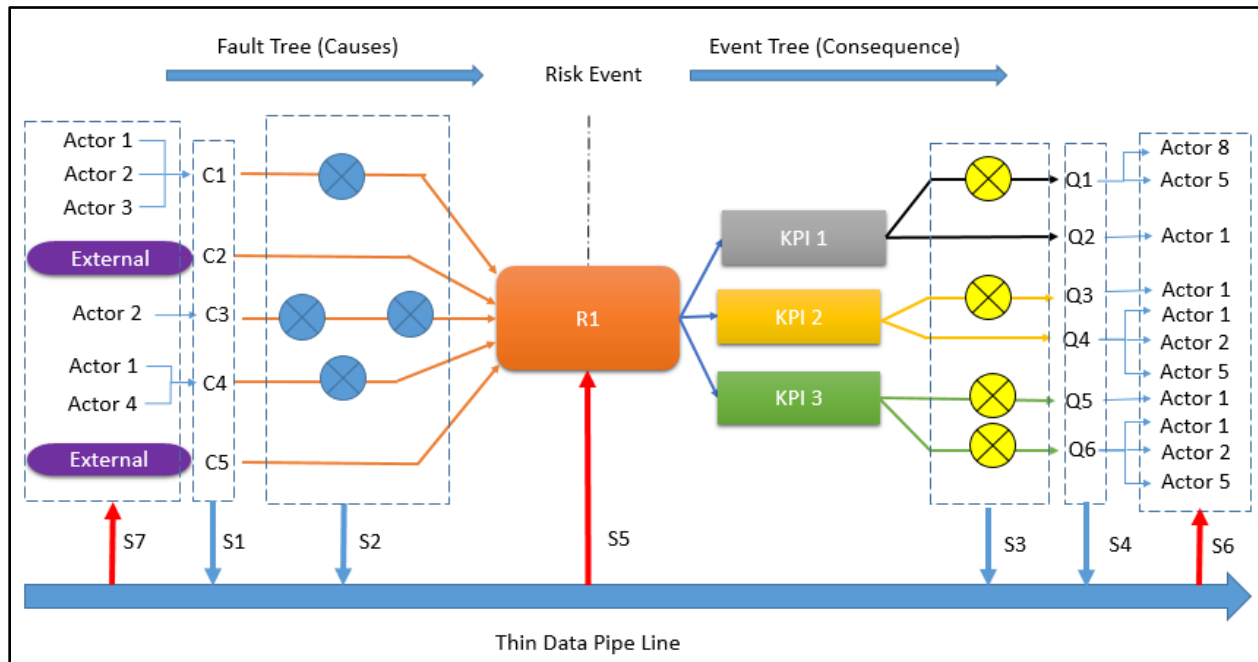 Fault Tree (Causes)
Event Tree (Consequence)
Risk Event
Actor 1
Actor 2
Actor 3
C1
External
C2
Actor 2
C3
Actor 1
Actor 4
C4
External
C5
R1
KPI 1
KPI 2
KPI 3
Q1
Q2
Q3
Q4
Q5
Q6
Actor 8
Actor 5
Actor 1
Actor 1
Actor 1
Actor 2
Actor 5
Actor 1
Actor 1
Actor 2
Actor 5
S7
S1
S2
S5
S3
S4
S6
Thin Data Pipe Line